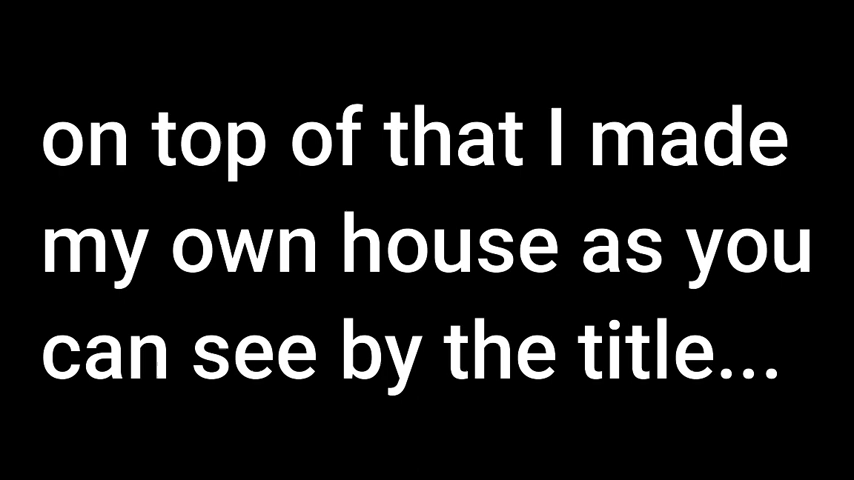 on top of that I made
my own house as you
can see by the title...